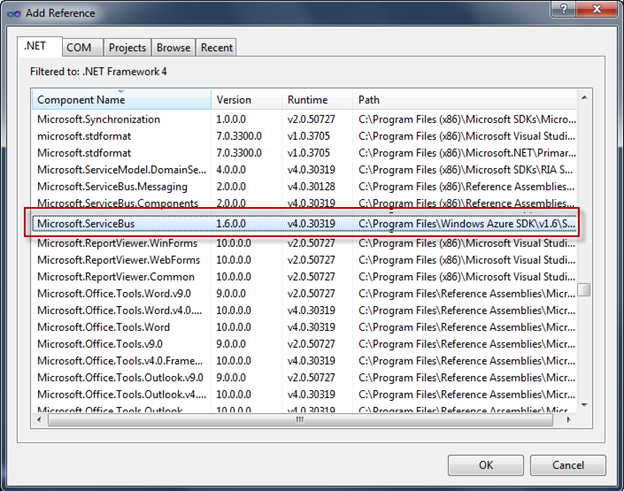 Add Reference
.NET COM Projects Browse Recent
Filtered to: .NET Framework 4
Component Name Version Runtime Path
Microsoft.Synchronization 1.0.0.0 v2.0.50727 C:\Program Files (x86)\Microsoft SDKs\Micro...
microsoft.stdformat 7.0.3300.0 v1.0.3705 C:\Program Files (x86)\Microsoft Visual Studi...
microsoft.stdformat 7.0.3300.0 v1.0.3705 C:\Program Files (x86)\Microsoft.NET\Primar...
Microsoft.ServiceModel.DomainSe... 4.0.0.0 v4.0.30319 C:\Program Files (x86)\Microsoft SDKs\RIA S...
Microsoft.ServiceBus.Messaging 2.0.0.0 v4.0.30128 C:\Program Files (x86)\Reference Assemblies...
Microsoft.ServiceBus.Components 2.0.0.0 v4.0.30319 C:\Program Files (x86)\Reference Assemblies...
Microsoft.ServiceBus 1.6.0.0 v4.0.30319 C:\Program Files\Windows Azure SDK\v1.6\S...
Microsoft.ReportViewer.WinForms 10.0.0.0 v2.0.50727 C:\Program Files (x86)\Microsoft Visual Studi...
Microsoft.ReportViewer.WebForms 10.0.0.0 v2.0.50727 C:\Program Files (x86)\Microsoft Visual Studi...
Microsoft.ReportViewer.Common 10.0.0.0 v2.0.50727 C:\Program Files (x86)\Microsoft Visual Studi...
Microsoft.Office.Tools.Word.v9.0 9.0.0.0 v2.0.50727 C:\Program Files\Reference Assemblies\Micr...
Microsoft.Office.Tools.Word.v4.0.... 10.0.0.0 v4.0.30319 C:\Program Files\Reference Assemblies\Micr...
Microsoft.Office.Tools.Word 10.0.0.0 v4.0.30319 C:\Program Files\Reference Assemblies\Micr...
Microsoft.Office.Tools.v9.0 9.0.0.0 v2.0.50727 C:\Program Files\Reference Assemblies\Micr...
Microsoft.Office.Tools.v4.0.Frame... 10.0.0.0 v4.0.30319 C:\Program Files\Reference Assemblies\Micr...
Microsoft.Office.Tools.Outlook.v9.0 9.0.0.0 v2.0.50727 C:\Program Files\Reference Assemblies\Micr...
Microsoft.Office.Tools.Outlook.v4.... 10.0.0.0 v4.0.30319 C:\Program Files\Reference Assemblies\Micr...
Microsoft.Office.Tools.Outlook 10.0.0.0 v4.0.30319 C:\Program Files\Reference Assemblies\Micr...
OK Cancel